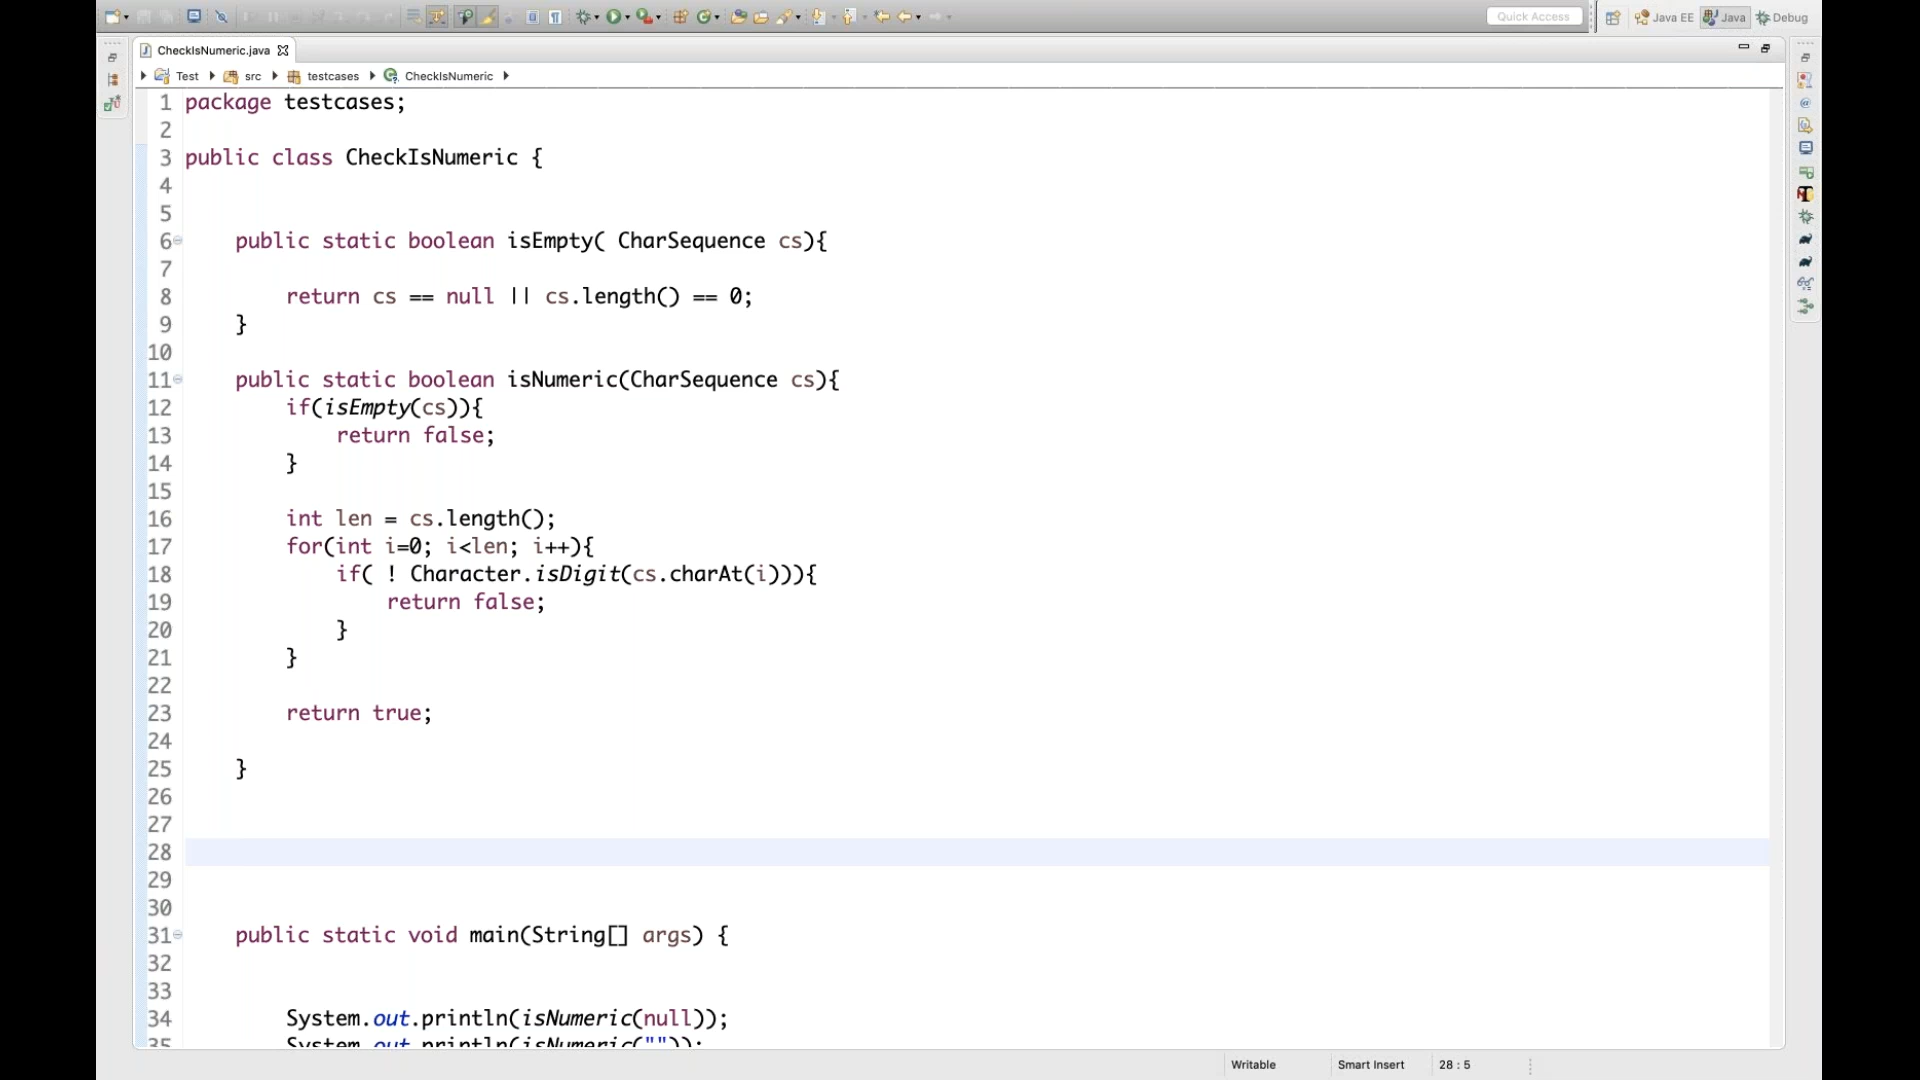 Quick Access
Java EE
Java
Debug
CheckIsNumeric.java
Test
src
testcases
CheckIsNumeric
1 package testcases;
2
3 public class CheckIsNumeric {
4
5
6 public static boolean isEmpty( CharSequence cs){
7
8 return cs == null || cs.length() == 0;
9 }
10
11 public static boolean isNumeric(CharSequence cs){
12 if(isEmpty(cs)){
13 return false;
14 }
15
16 int len = cs.length();
17 for(int i=0; i<len; i++){
18 if( ! Character.isDigit(cs.charAt(i))){
19 return false;
20 }
21 }
22
23 return true;
24
25 }
26
27
28
29
30
31 public static void main(String[] args) {
32
33
34 System.out.println(isNumeric(null));
35 System.out.println(isNumeric(""));
Writable
Smart Insert
28 : 5